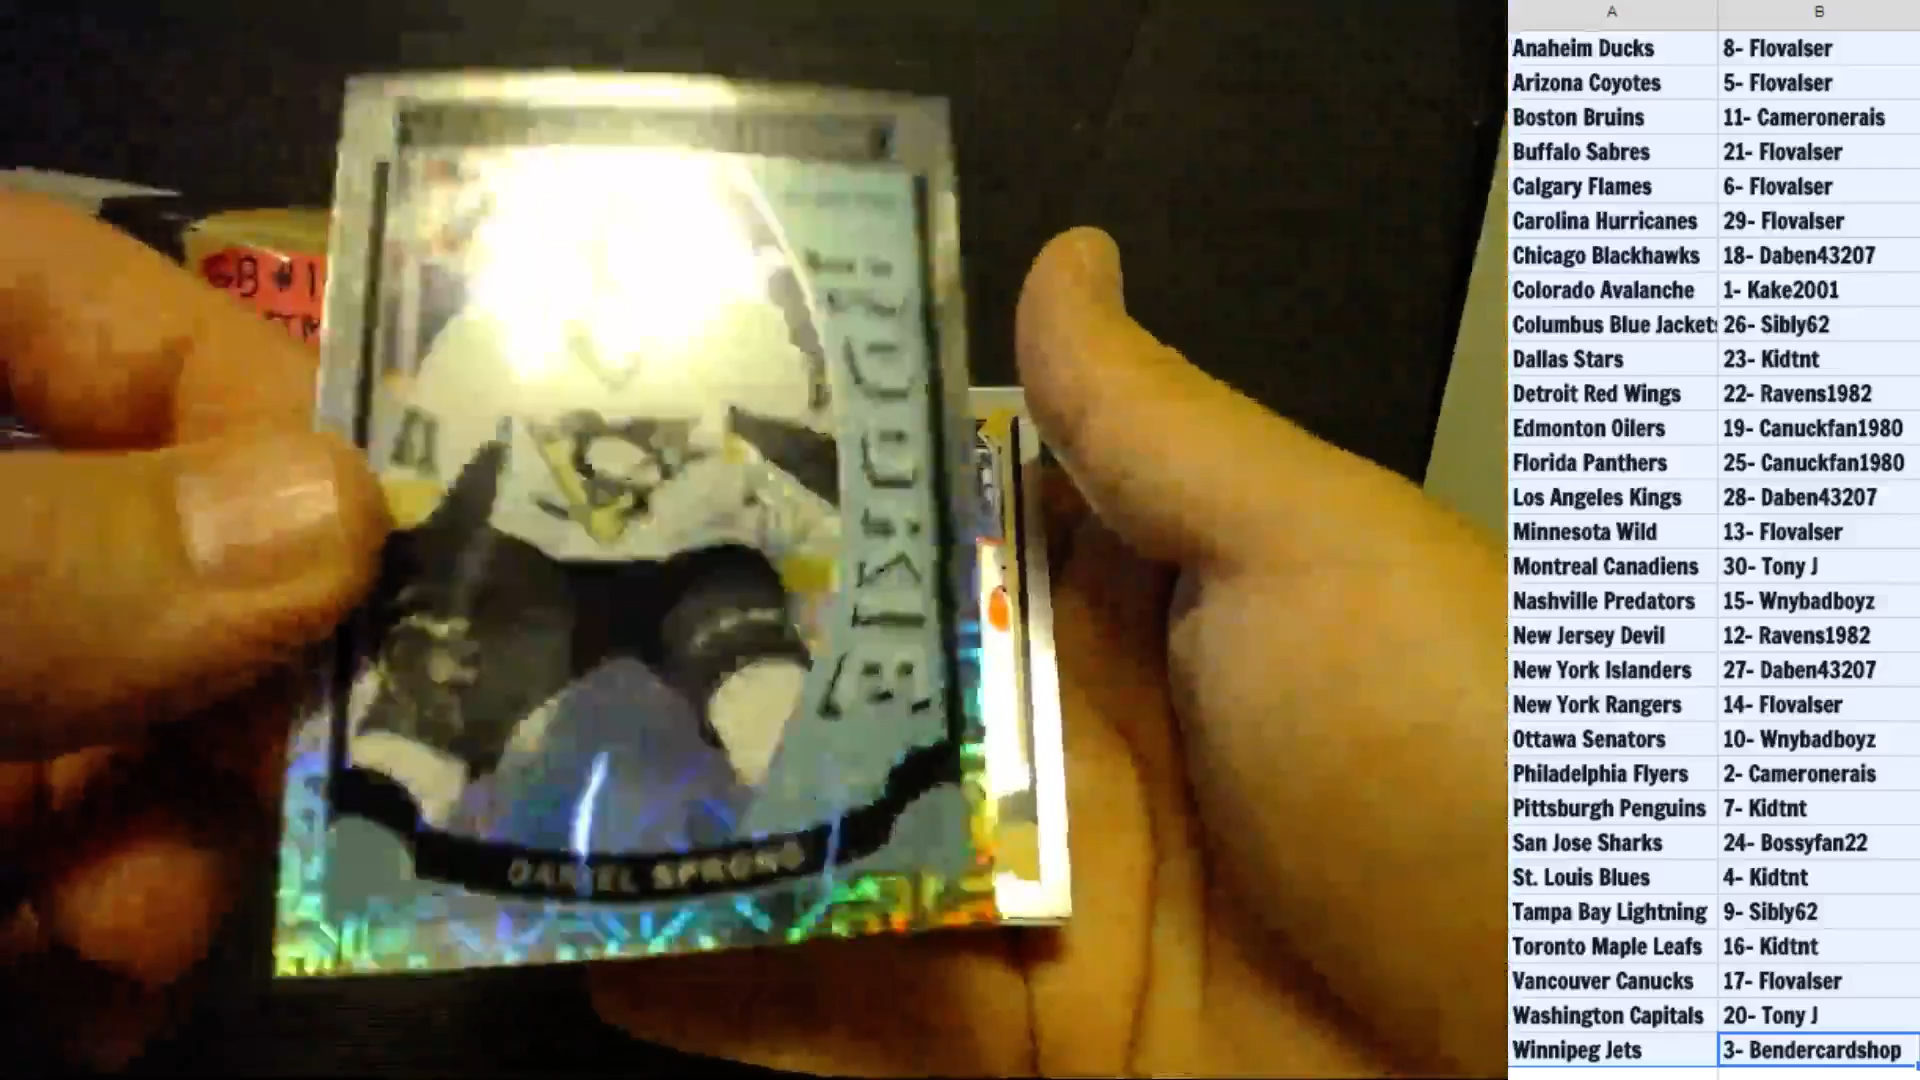 GB #1
ROOKIE
DANIEL SPRONG
A B
Anaheim Ducks 8- Flovalser
Arizona Coyotes 5- Flovalser
Boston Bruins 11- Cameronerais
Buffalo Sabres 21- Flovalser
Calgary Flames 6- Flovalser
Carolina Hurricanes 29- Flovalser
Chicago Blackhawks 18- Daben43207
Colorado Avalanche 1- Kake2001
Columbus Blue Jackets 26- Sibly62
Dallas Stars 23- Kidtnt
Detroit Red Wings 22- Ravens1982
Edmonton Oilers 19- Canuckfan1980
Florida Panthers 25- Canuckfan1980
Los Angeles Kings 28- Daben43207
Minnesota Wild 13- Flovalser
Montreal Canadiens 30- Tony J
Nashville Predators 15- Wnybadboyz
New Jersey Devil 12- Ravens1982
New York Islanders 27- Daben43207
New York Rangers 14- Flovalser
Ottawa Senators 10- Wnybadboyz
Philadelphia Flyers 2- Cameronerais
Pittsburgh Penguins 7- Kidtnt
San Jose Sharks 24- Bossyfan22
St. Louis Blues 4- Kidtnt
Tampa Bay Lightning 9- Sibly62
Toronto Maple Leafs 16- Kidtnt
Vancouver Canucks 17- Flovalser
Washington Capitals 20- Tony J
Winnipeg Jets 3- Bendercardshop